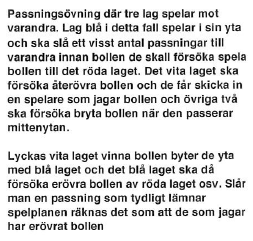 Passningsövning där tre lag spelar mot
varandra. Lag blå i detta fall spelar i sin yta
och ska slå ett visst antal passningar till
varandra innan bollen de skall försöka spela
bollen till det röda laget. Det vita laget ska
försöka återövra bollen och de får skicka in
en spelare som jagar bollen och övriga två
ska försöka bryta bollen när den passerar
mittenytan.

Lyckas vita laget vinna bollen byter de yta
med blå laget och det blå laget ska då
försöka erövra bollen av röda laget osv. Slår
man en passning som tydligt lämnar
spelplanen räknas det som att de som jagar
har erövrat bollen